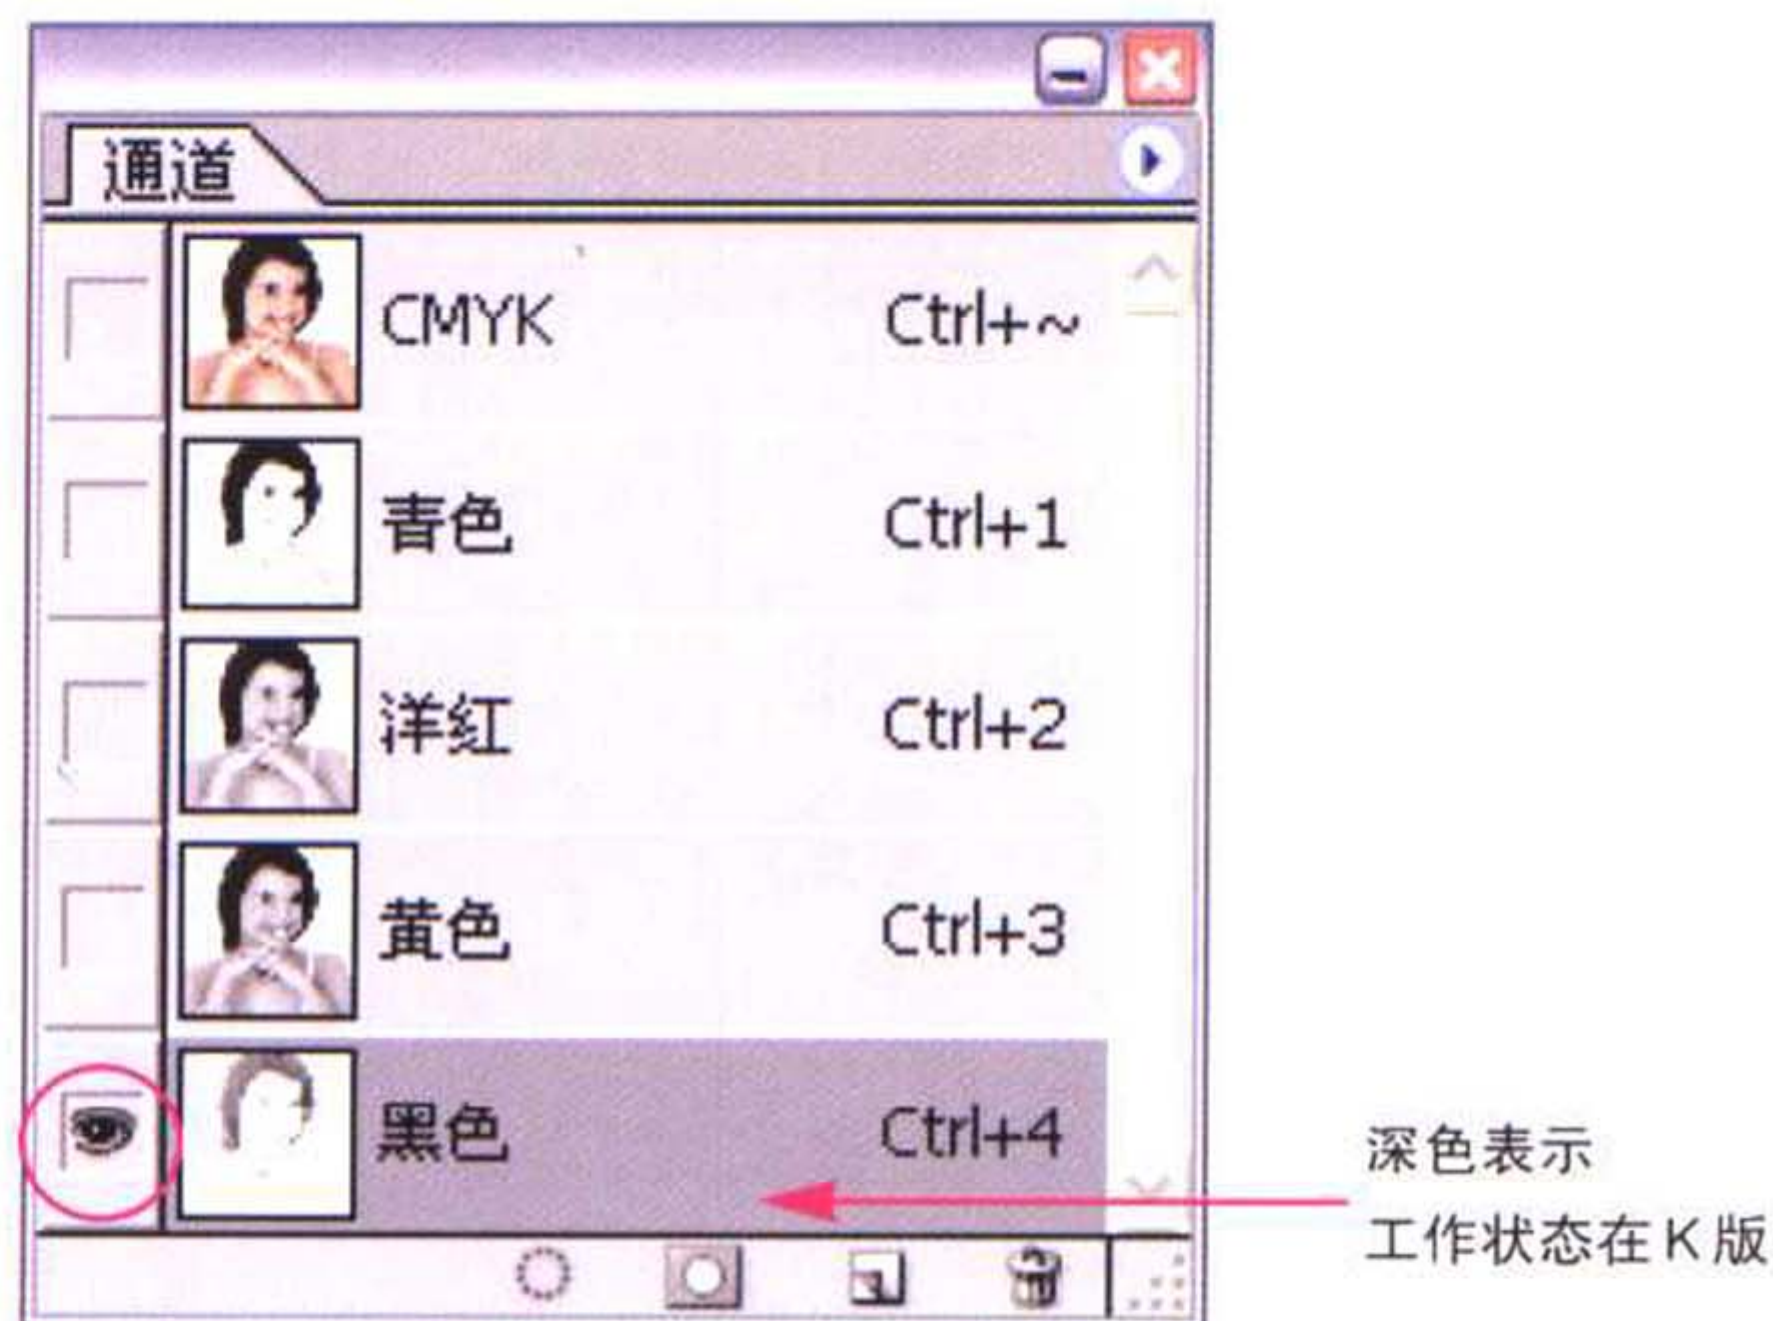 通道
CMYK Ctrl+~
青色 Ctrl+1
洋红 Ctrl+2
黄色 Ctrl+3
黑色 Ctrl+4
深色表示
工作状态在K版